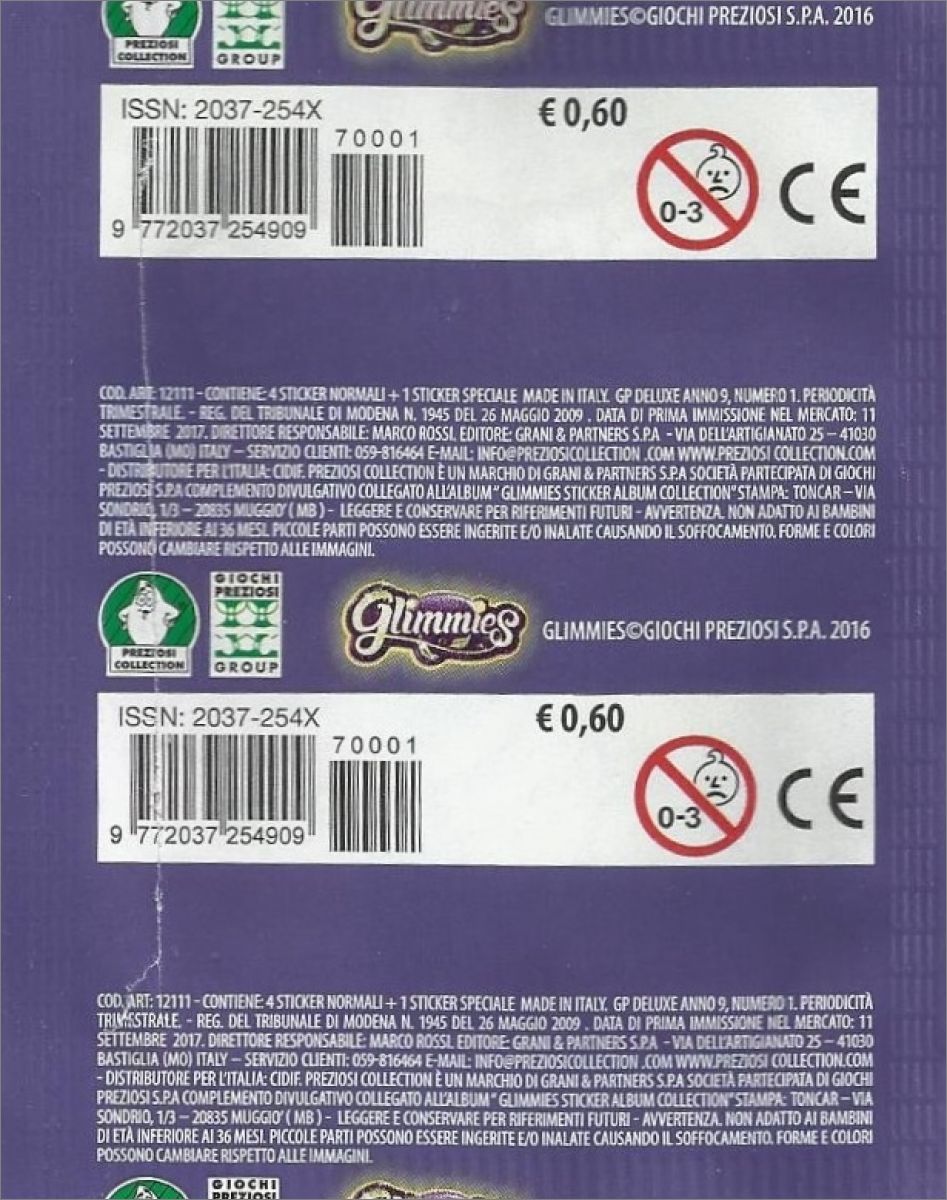 PREZIOSI
COLLECTION
GROUP
Glimmies
GLIMMIES©GIOCHI PREZIOSI S.P.A. 2016
ISSN: 2037-254X
€ 0,60
70001
0-3
CE
9 772037 254909
COD. ART: 12111 - CONTIENE: 4 STICKER NORMALI + 1 STICKER SPECIALE MADE IN ITALY. GP DELUXE ANNO 9, NUMERO 1. PERIODICITÀ
TRIMESTRALE. - REG. DEL TRIBUNALE DI MODENA N. 1945 DEL 26 MAGGIO 2009 . DATA DI PRIMA IMMISSIONE NEL MERCATO: 11
SETTEMBRE 2017. DIRETTORE RESPONSABILE: MARCO ROSSI. EDITORE: GRANI & PARTNERS S.P.A - VIA DELL'ARTIGIANATO 25 – 41030
BASTIGLIA (MO) ITALY – SERVIZIO CLIENTI: 059-816464 E-MAIL: INFO@PREZIOSICOLLECTION .COM WWW.PREZIOSI COLLECTION.COM
- DISTRIBUTORE PER L'ITALIA: CIDIF. PREZIOSI COLLECTION È UN MARCHIO DI GRANI & PARTNERS S.P.A SOCIETÀ PARTECIPATA DI GIOCHI
PREZIOSI S.P.A COMPLEMENTO DIVULGATIVO COLLEGATO ALL'ALBUM " GLIMMIES STICKER ALBUM COLLECTION" STAMPA: TONCAR – VIA
SONDRIO, 1/3 – 20835 MUGGIO' ( MB ) - LEGGERE E CONSERVARE PER RIFERIMENTI FUTURI - AVVERTENZA. NON ADATTO AI BAMBINI
DI ETÀ INFERIORE AI 36 MESI. PICCOLE PARTI POSSONO ESSERE INGERITE E/O INALATE CAUSANDO IL SOFFOCAMENTO. FORME E COLORI
POSSONO CAMBIARE RISPETTO ALLE IMMAGINI.
PREZIOSI
COLLECTION
GIOCHI
PREZIOSI
GROUP
Glimmies
GLIMMIES©GIOCHI PREZIOSI S.P.A. 2016
ISSN: 2037-254X
€ 0,60
70001
0-3
CE
9 772037 254909
COD. ART: 12111 - CONTIENE: 4 STICKER NORMALI + 1 STICKER SPECIALE MADE IN ITALY. GP DELUXE ANNO 9, NUMERO 1. PERIODICITÀ
TRIMESTRALE. - REG. DEL TRIBUNALE DI MODENA N. 1945 DEL 26 MAGGIO 2009 . DATA DI PRIMA IMMISSIONE NEL MERCATO: 11
SETTEMBRE 2017. DIRETTORE RESPONSABILE: MARCO ROSSI. EDITORE: GRANI & PARTNERS S.P.A - VIA DELL'ARTIGIANATO 25 – 41030
BASTIGLIA (MO) ITALY – SERVIZIO CLIENTI: 059-816464 E-MAIL: INFO@PREZIOSICOLLECTION .COM WWW.PREZIOSI COLLECTION.COM
- DISTRIBUTORE PER L'ITALIA: CIDIF. PREZIOSI COLLECTION È UN MARCHIO DI GRANI & PARTNERS S.P.A SOCIETÀ PARTECIPATA DI GIOCHI
PREZIOSI S.P.A COMPLEMENTO DIVULGATIVO COLLEGATO ALL'ALBUM " GLIMMIES STICKER ALBUM COLLECTION" STAMPA: TONCAR – VIA
SONDRIO, 1/3 – 20835 MUGGIO' ( MB ) - LEGGERE E CONSERVARE PER RIFERIMENTI FUTURI - AVVERTENZA. NON ADATTO AI BAMBINI
DI ETÀ INFERIORE AI 36 MESI. PICCOLE PARTI POSSONO ESSERE INGERITE E/O INALATE CAUSANDO IL SOFFOCAMENTO. FORME E COLORI
POSSONO CAMBIARE RISPETTO ALLE IMMAGINI.
GIOCHI
PREZIOSI